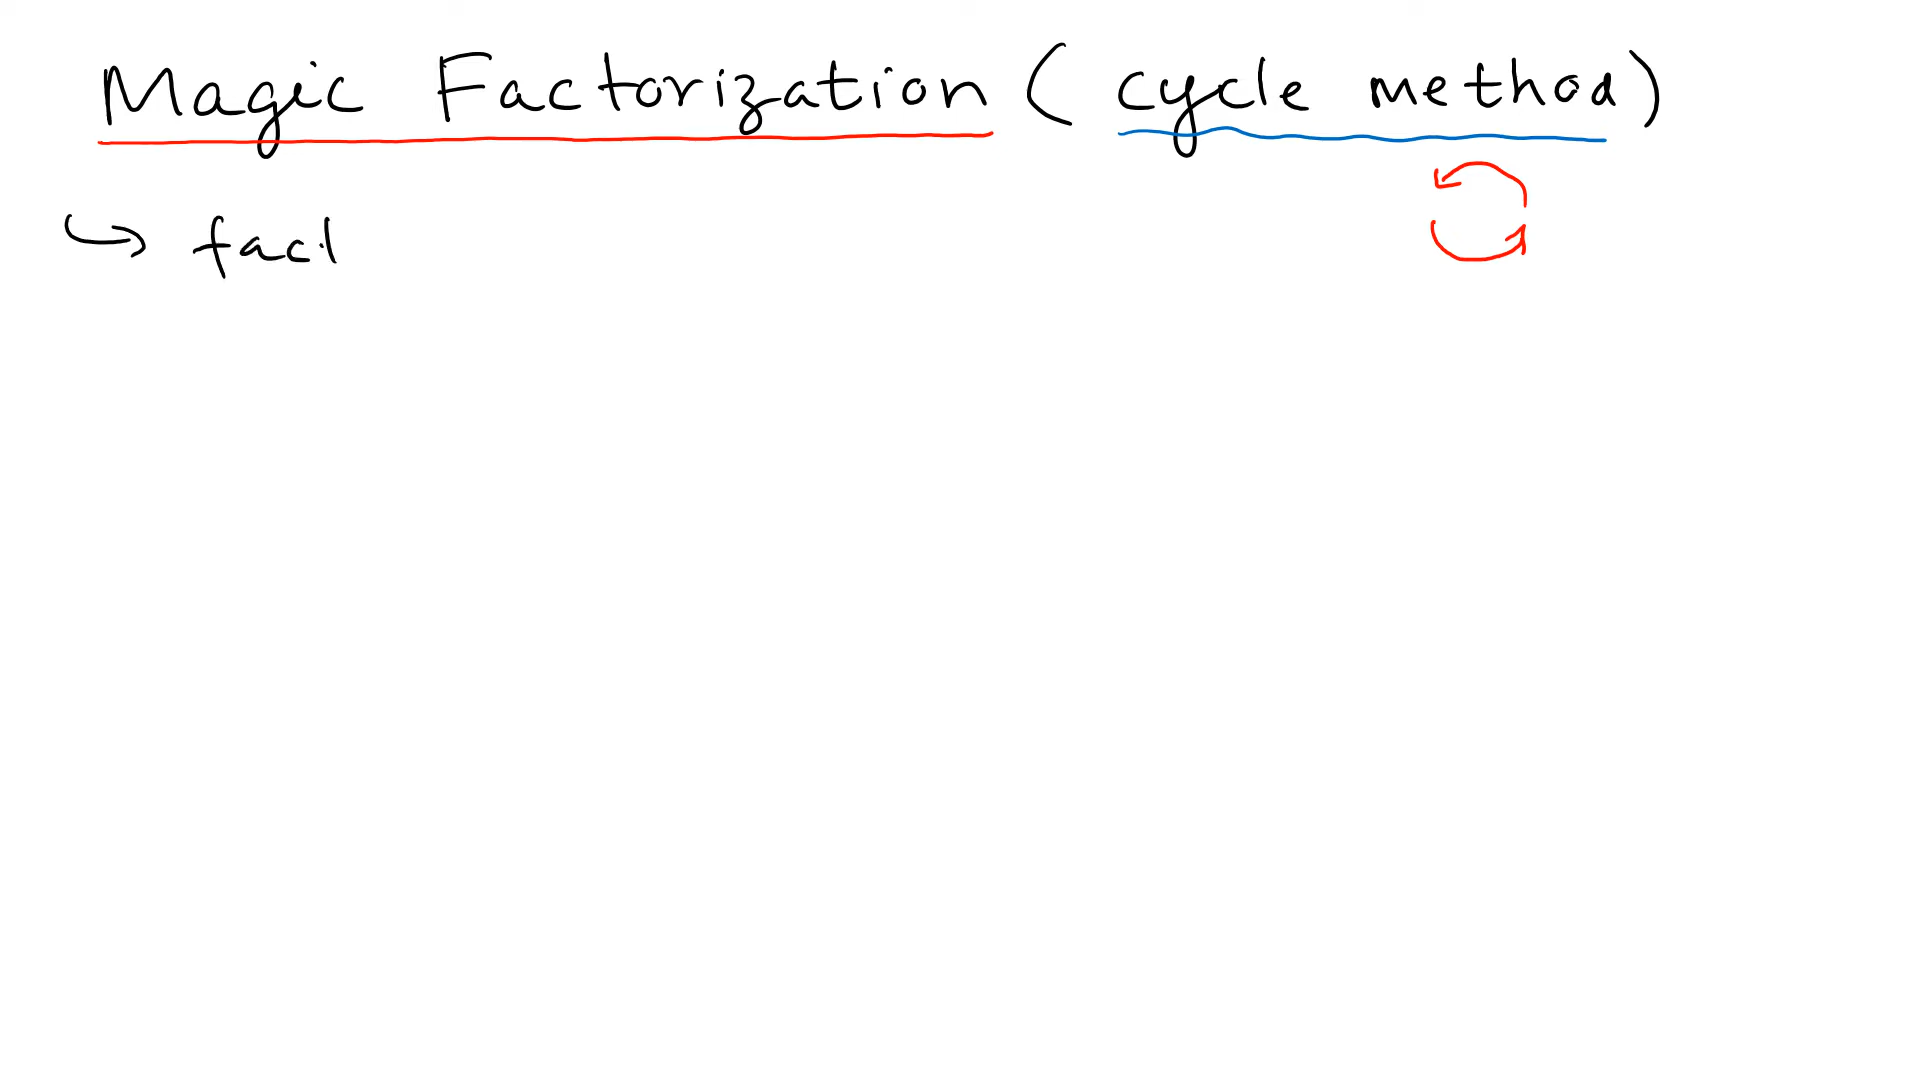 Magic Factorization ( cycle method )
↪ fact